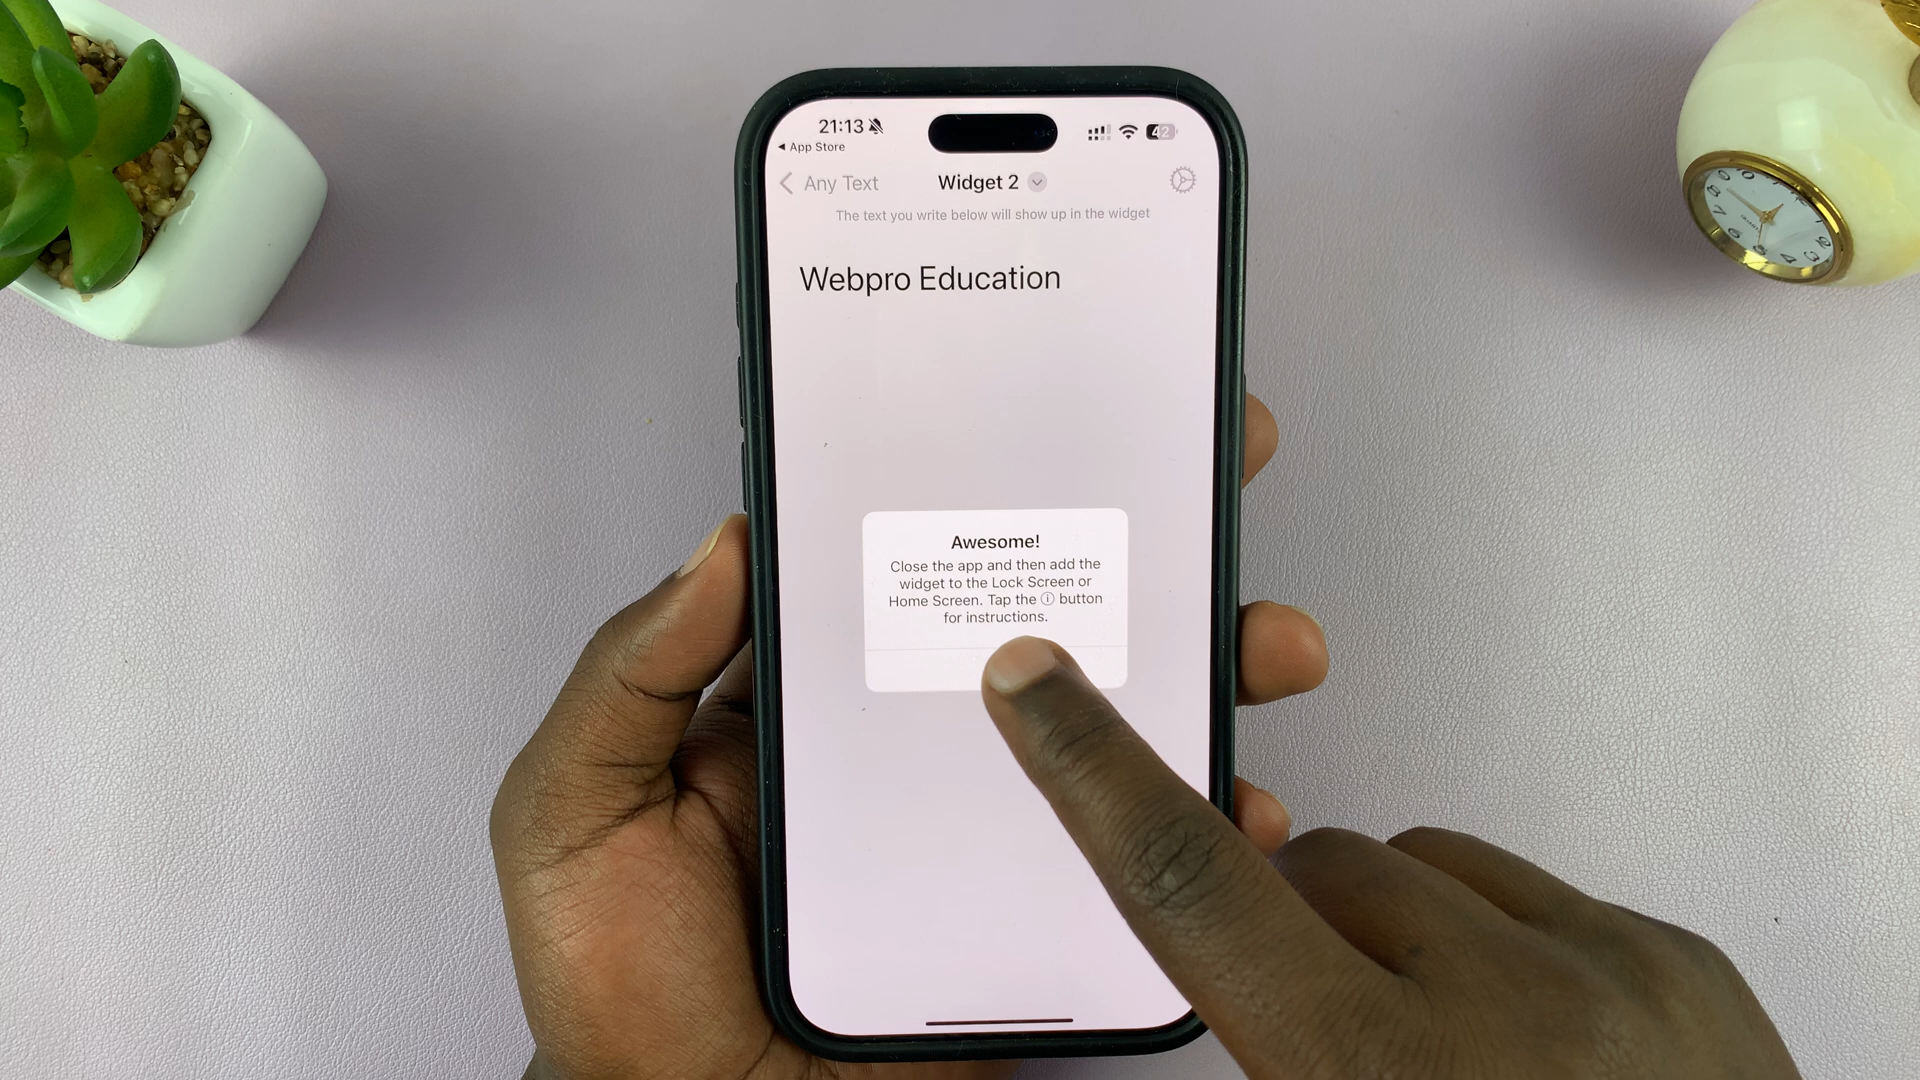 21:13
42
◀ App Store
Any Text
Widget 2
The text you write below will show up in the widget
Webpro Education
Awesome!
Close the app and then add the
widget to the Lock Screen or
Home Screen. Tap the ⓘ button
for instructions.